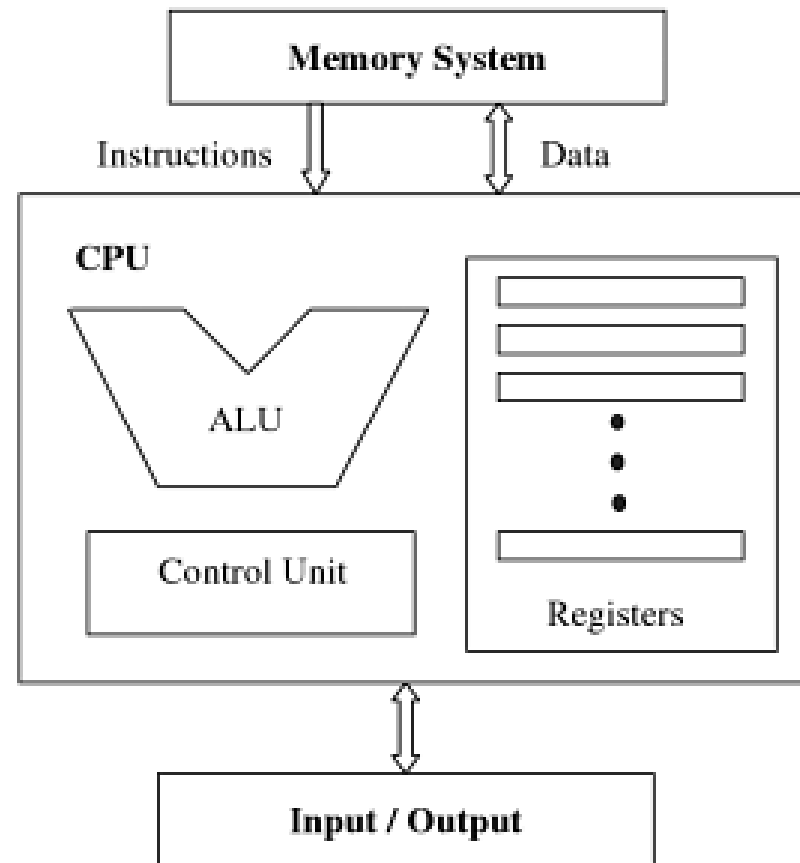 Memory System
Instructions
Data
CPU
ALU
Control Unit
Registers
Input / Output